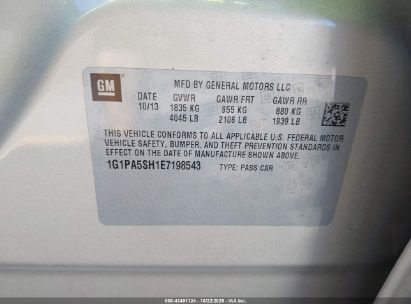 GM
MFD BY GENERAL MOTORS LLC
DATE GVWR GAWR FRT GAWR RR
10/13 1835 KG 955 KG 880 KG
4045 LB 2106 LB 1939 LB
THIS VEHICLE CONFORMS TO ALL APPLICABLE U.S. FEDERAL MOTOR
VEHICLE SAFETY, BUMPER, AND THEFT PREVENTION STANDARDS IN
EFFECT ON THE DATE OF MANUFACTURE SHOWN ABOVE.
1G1PA5SH1E7198543 TYPE: PASS CAR